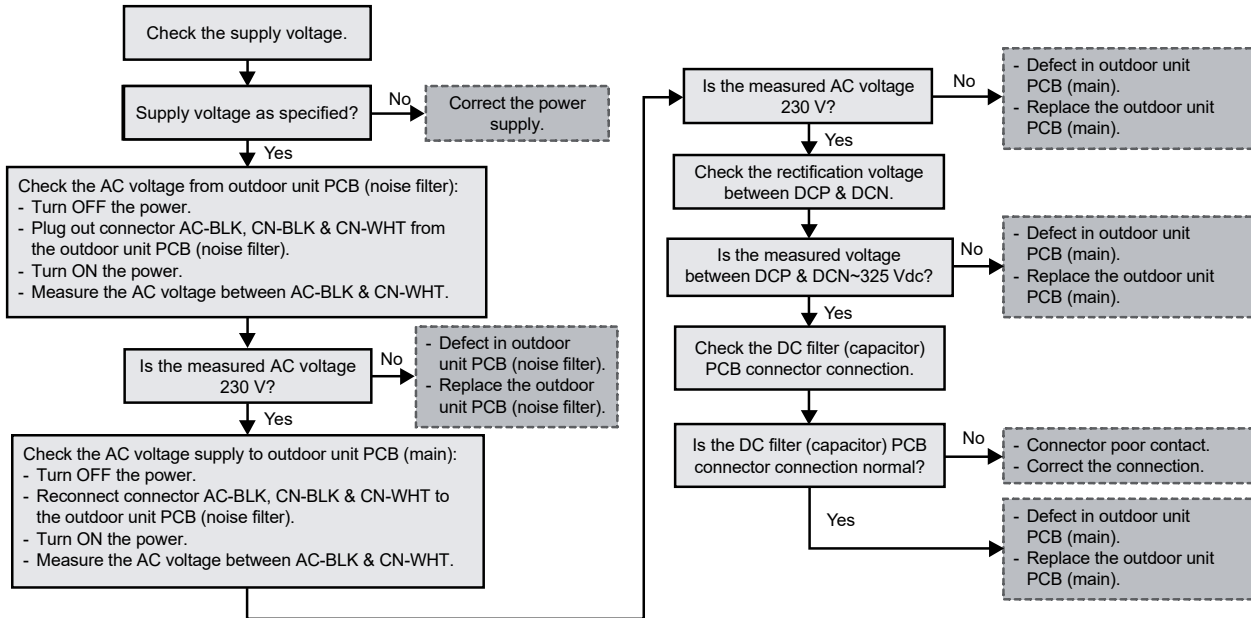 Check the supply voltage.
Supply voltage as specified?
No
Correct the power
supply.
Yes
Check the AC voltage from outdoor unit PCB (noise filter):
- Turn OFF the power.
- Plug out connector AC-BLK, CN-BLK & CN-WHT from
the outdoor unit PCB (noise filter).
- Turn ON the power.
- Measure the AC voltage between AC-BLK & CN-WHT.
Is the measured AC voltage
230 V?
No
- Defect in outdoor
unit PCB (noise filter).
- Replace the outdoor
unit PCB (noise filter).
Yes
Check the AC voltage supply to outdoor unit PCB (main):
- Turn OFF the power.
- Reconnect connector AC-BLK, CN-BLK & CN-WHT to
the outdoor unit PCB (noise filter).
- Turn ON the power.
- Measure the AC voltage between AC-BLK & CN-WHT.
Is the measured AC voltage
230 V?
No
- Defect in outdoor unit
PCB (main).
- Replace the outdoor unit
PCB (main).
Yes
Check the rectification voltage
between DCP & DCN.
Is the measured voltage
between DCP & DCN~325 Vdc?
No
- Defect in outdoor unit
PCB (main).
- Replace the outdoor unit
PCB (main).
Yes
Check the DC filter (capacitor)
PCB connector connection.
Is the DC filter (capacitor) PCB
connector connection normal?
No
- Connector poor contact.
- Correct the connection.
Yes
- Defect in outdoor unit
PCB (main).
- Replace the outdoor unit
PCB (main).